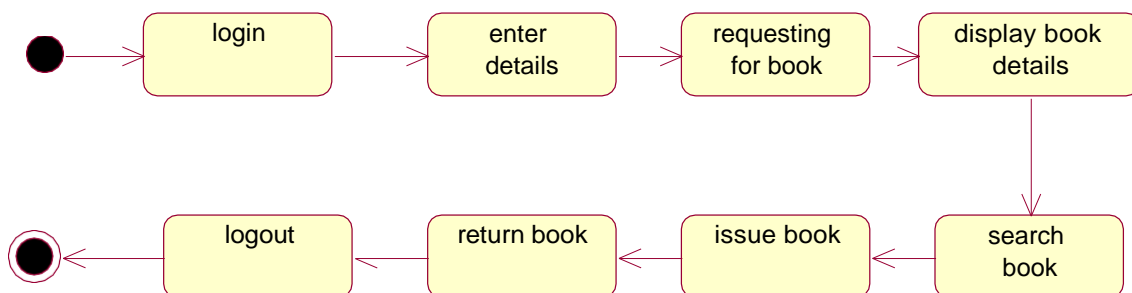 login
enter
details
requesting
for book
display book
details
search
book
issue book
return book
logout